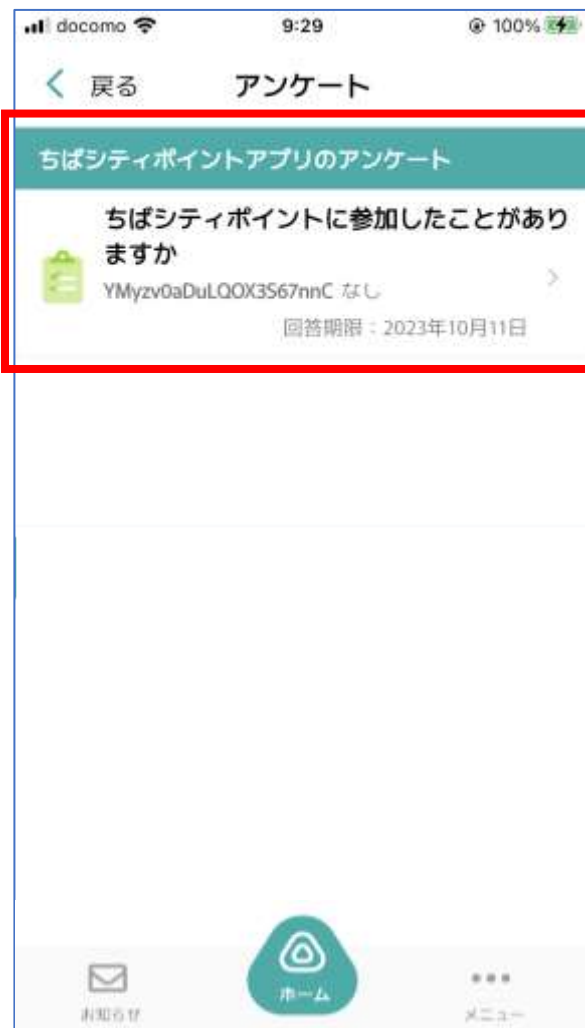 docomo 9:29 100%
戻る アンケート
ちばシティポイントアプリのアンケート
ちばシティポイントに参加したことがあり
ますか
YMyzv0aDuLQOX3S67nnC なし
回答期限：2023年10月11日
ホーム
お知らせ
メニュー